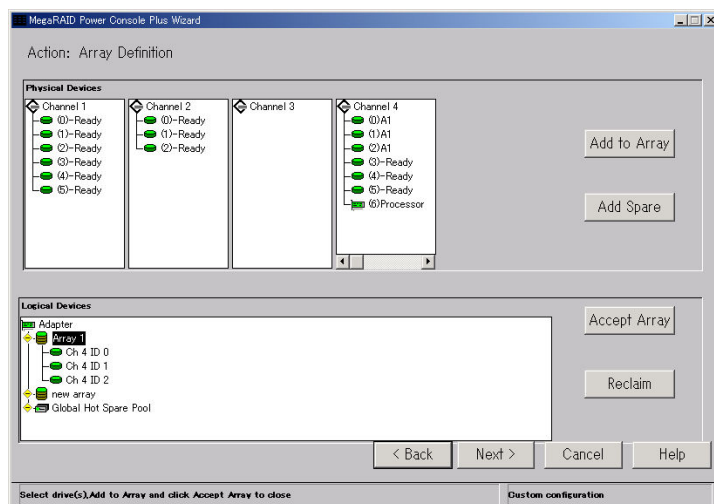 MegaRAID Power Console Plus Wizard
Action: Array Definition
Physical Devices
Channel 1
(0)-Ready
(1)-Ready
(2)-Ready
(3)-Ready
(4)-Ready
(5)-Ready
Channel 2
(0)-Ready
(1)-Ready
(2)-Ready
Channel 3
Channel 4
(0)A1
(1)A1
(2)A1
(3)-Ready
(4)-Ready
(5)-Ready
(6)Processor
Add to Array
Add Spare
Logical Devices
Adapter
Array 1
Ch 4 ID 0
Ch 4 ID 1
Ch 4 ID 2
new array
Global Hot Spare Pool
Accept Array
Reclaim
< Back
Next >
Cancel
Help
Select drive(s),Add to Array and click Accept Array to close
Custom configuration